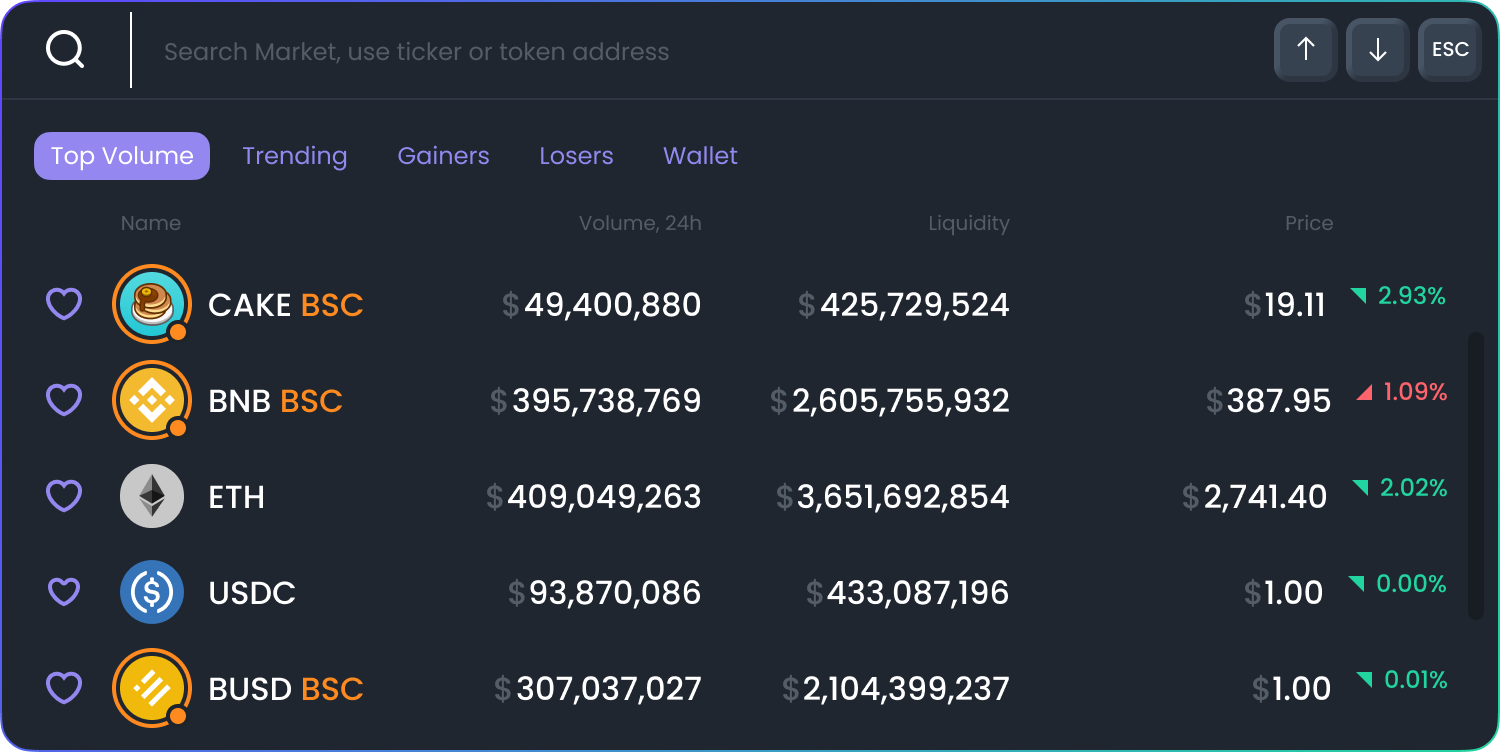 Search Market, use ticker or token address ↑ ↓ ESC
Top Volume Trending Gainers Losers Wallet
Name Volume, 24h Liquidity Price
CAKE BSC $49,400,880 $425,729,524 $19.11 2.93%
BNB BSC $395,738,769 $2,605,755,932 $387.95 1.09%
ETH $409,049,263 $3,651,692,854 $2,741.40 2.02%
USDC $93,870,086 $433,087,196 $1.00 0.00%
BUSD BSC $307,037,027 $2,104,399,237 $1.00 0.01%